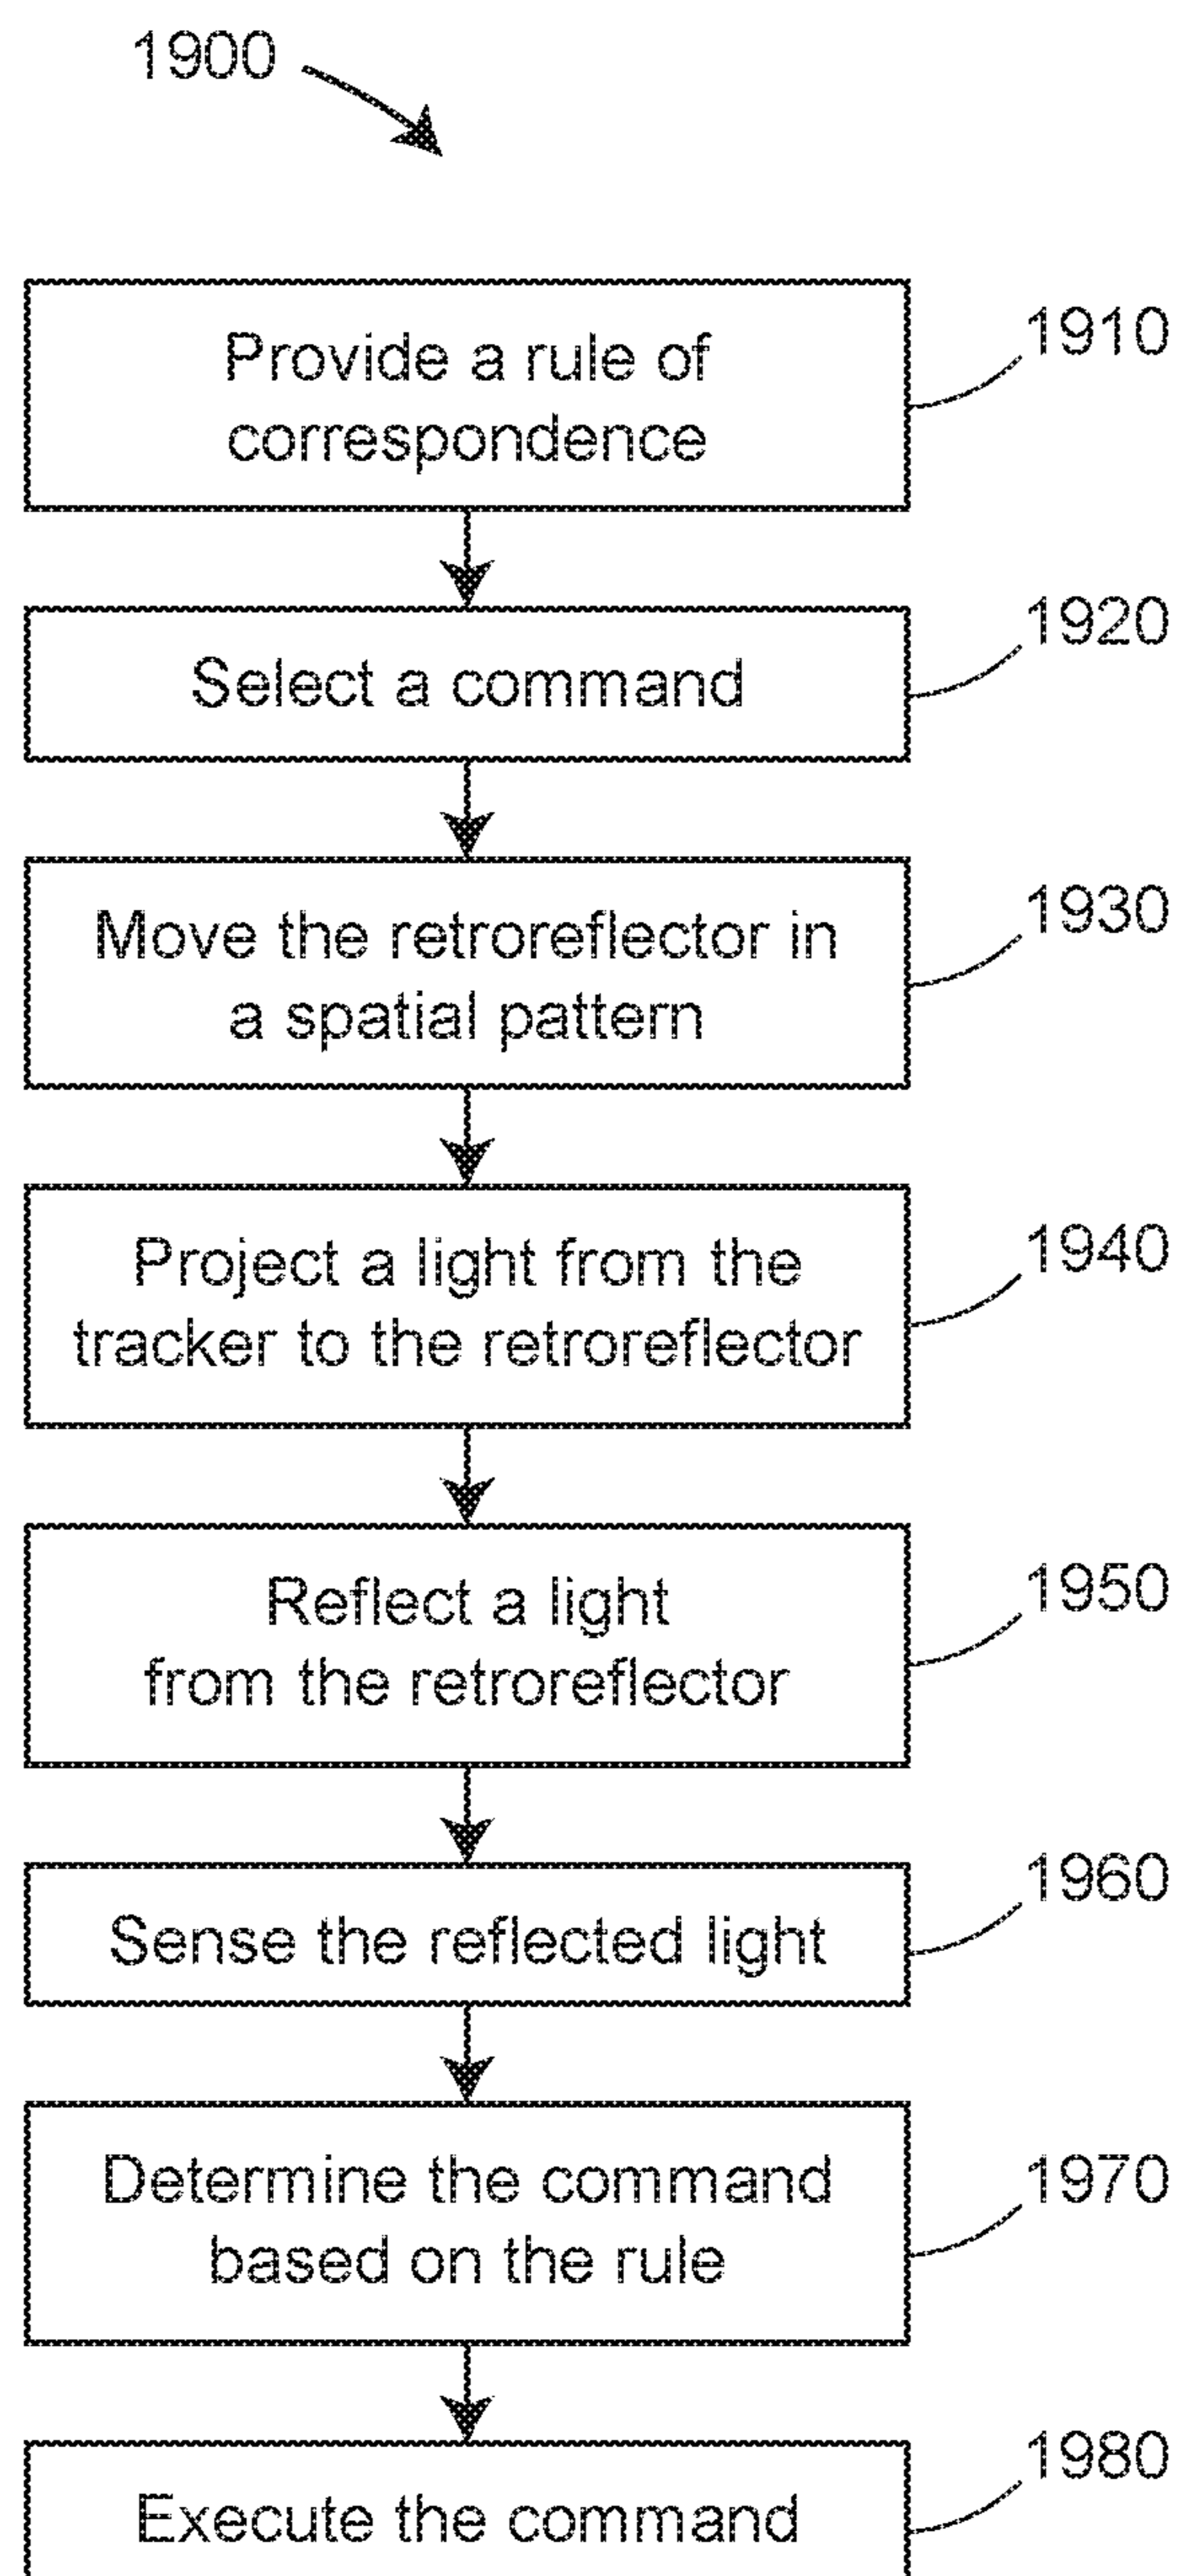 1900
Provide a rule of
correspondence
1910
Select a command
1920
Move the retroreflector in
a spatial pattern
1930
Project a light from the
tracker to the retroreflector
1940
Reflect a light
from the retroreflector
1950
Sense the reflected light
1960
Determine the command
based on the rule
1970
Execute the command
1980